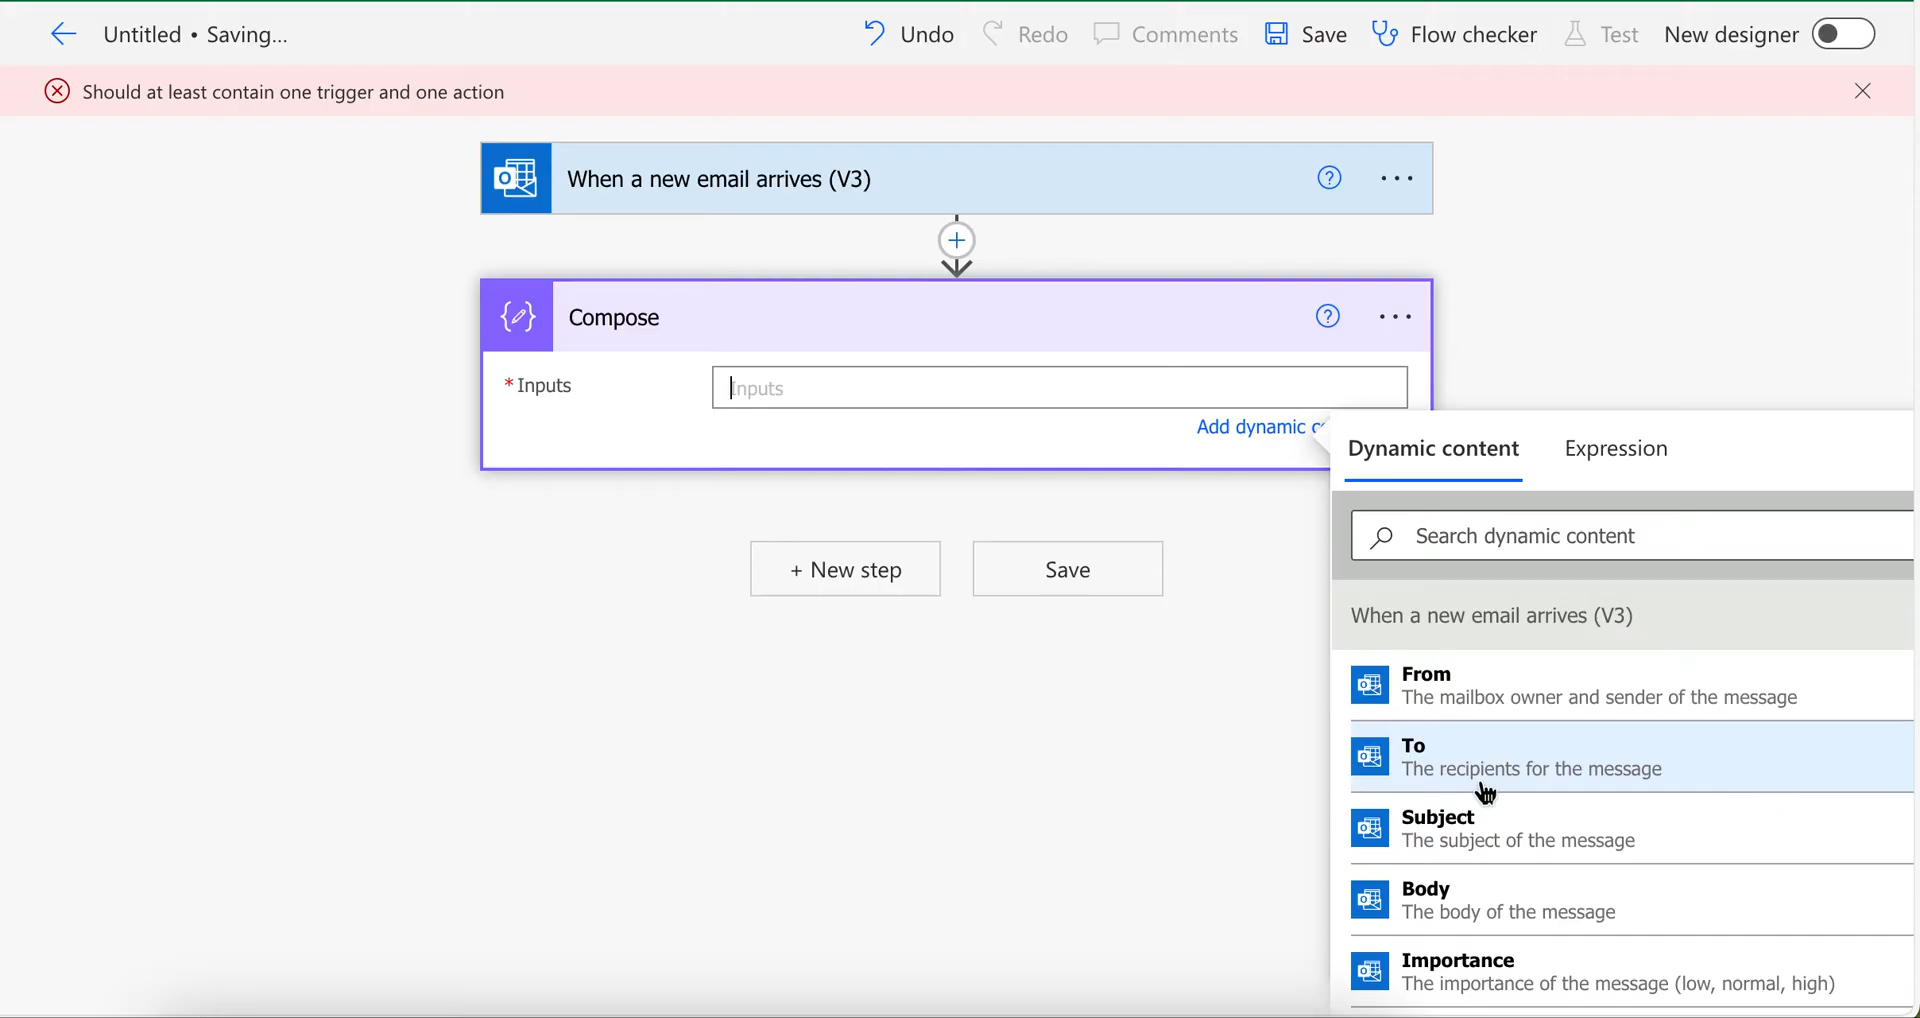 Untitled • Saving...
Undo
Redo
Comments
Save
Flow checker
Test
New designer
Should at least contain one trigger and one action
When a new email arrives (V3)
Compose
* Inputs
Inputs
Add dynamic
Dynamic content
Expression
Search dynamic content
When a new email arrives (V3)
From
The mailbox owner and sender of the message
To
The recipients for the message
Subject
The subject of the message
Body
The body of the message
Importance
The importance of the message (low, normal, high)
+ New step
Save